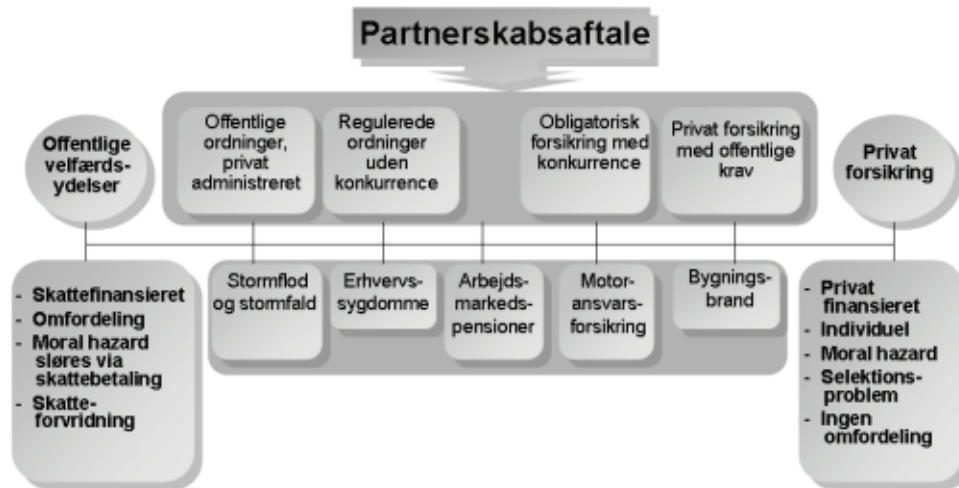 Partnerskabsaftale
Offentlige
velfærds-
ydelser
Offentlige
ordninger,
privat
administreret
Regulerede
ordninger
uden
konkurrence
Obligatorisk
forsikring med
konkurrence
Privat forsikring
med offentlige
krav
Privat
forsikring
- Skattefinansieret
- Omfordeling
- Moral hazard
sløres via
skattebetaling
- Skatte-
forvridning
Stormflod
og stormfald
Erhvervs-
sygdomme
Arbejds-
markeds-
pensioner
Motor-
ansvars-
forsikring
Bygnings-
brand
- Privat
finansieret
- Individuel
- Moral hazard
- Selektions-
problem
- Ingen
omfordeling